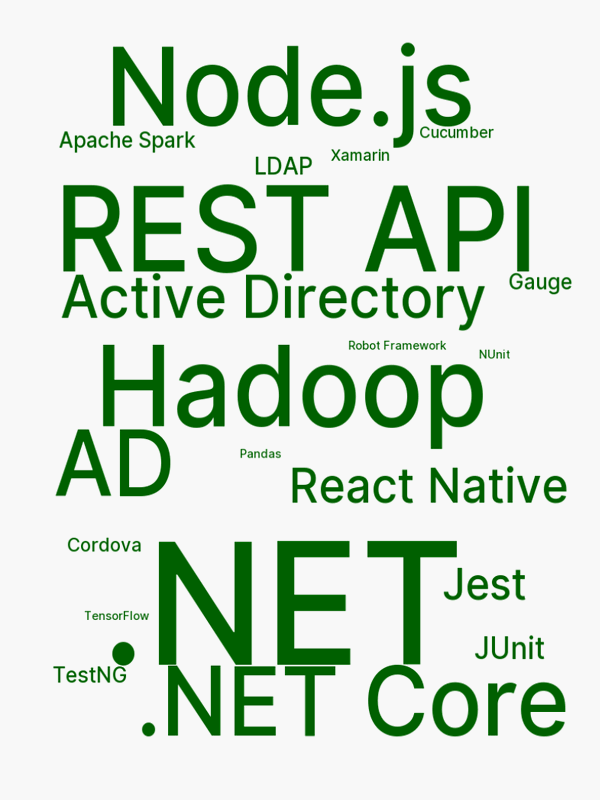 Node.js
Cucumber
Apache Spark
Xamarin
LDAP
REST API
Gauge
Active Directory
Robot Framework
NUnit
Hadoop
Pandas
AD
React Native
Cordova
.NET
Jest
TensorFlow
JUnit
TestNG
.NET Core